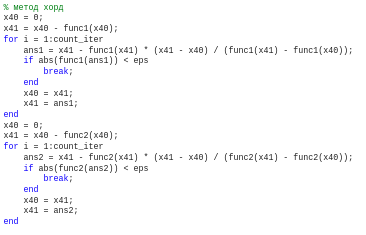 % метод хорд
x40 = 0;
x41 = x40 - func1(x40);
for i = 1:count_iter
    ans1 = x41 - func1(x41) * (x41 - x40) / (func1(x41) - func1(x40));
    if abs(func1(ans1)) < eps
        break;
    end
    x40 = x41;
    x41 = ans1;
end
x40 = 0;
x41 = x40 - func2(x40);
for i = 1:count_iter
    ans2 = x41 - func2(x41) * (x41 - x40) / (func2(x41) - func2(x40));
    if abs(func2(ans2)) < eps
        break;
    end
    x40 = x41;
    x41 = ans2;
end